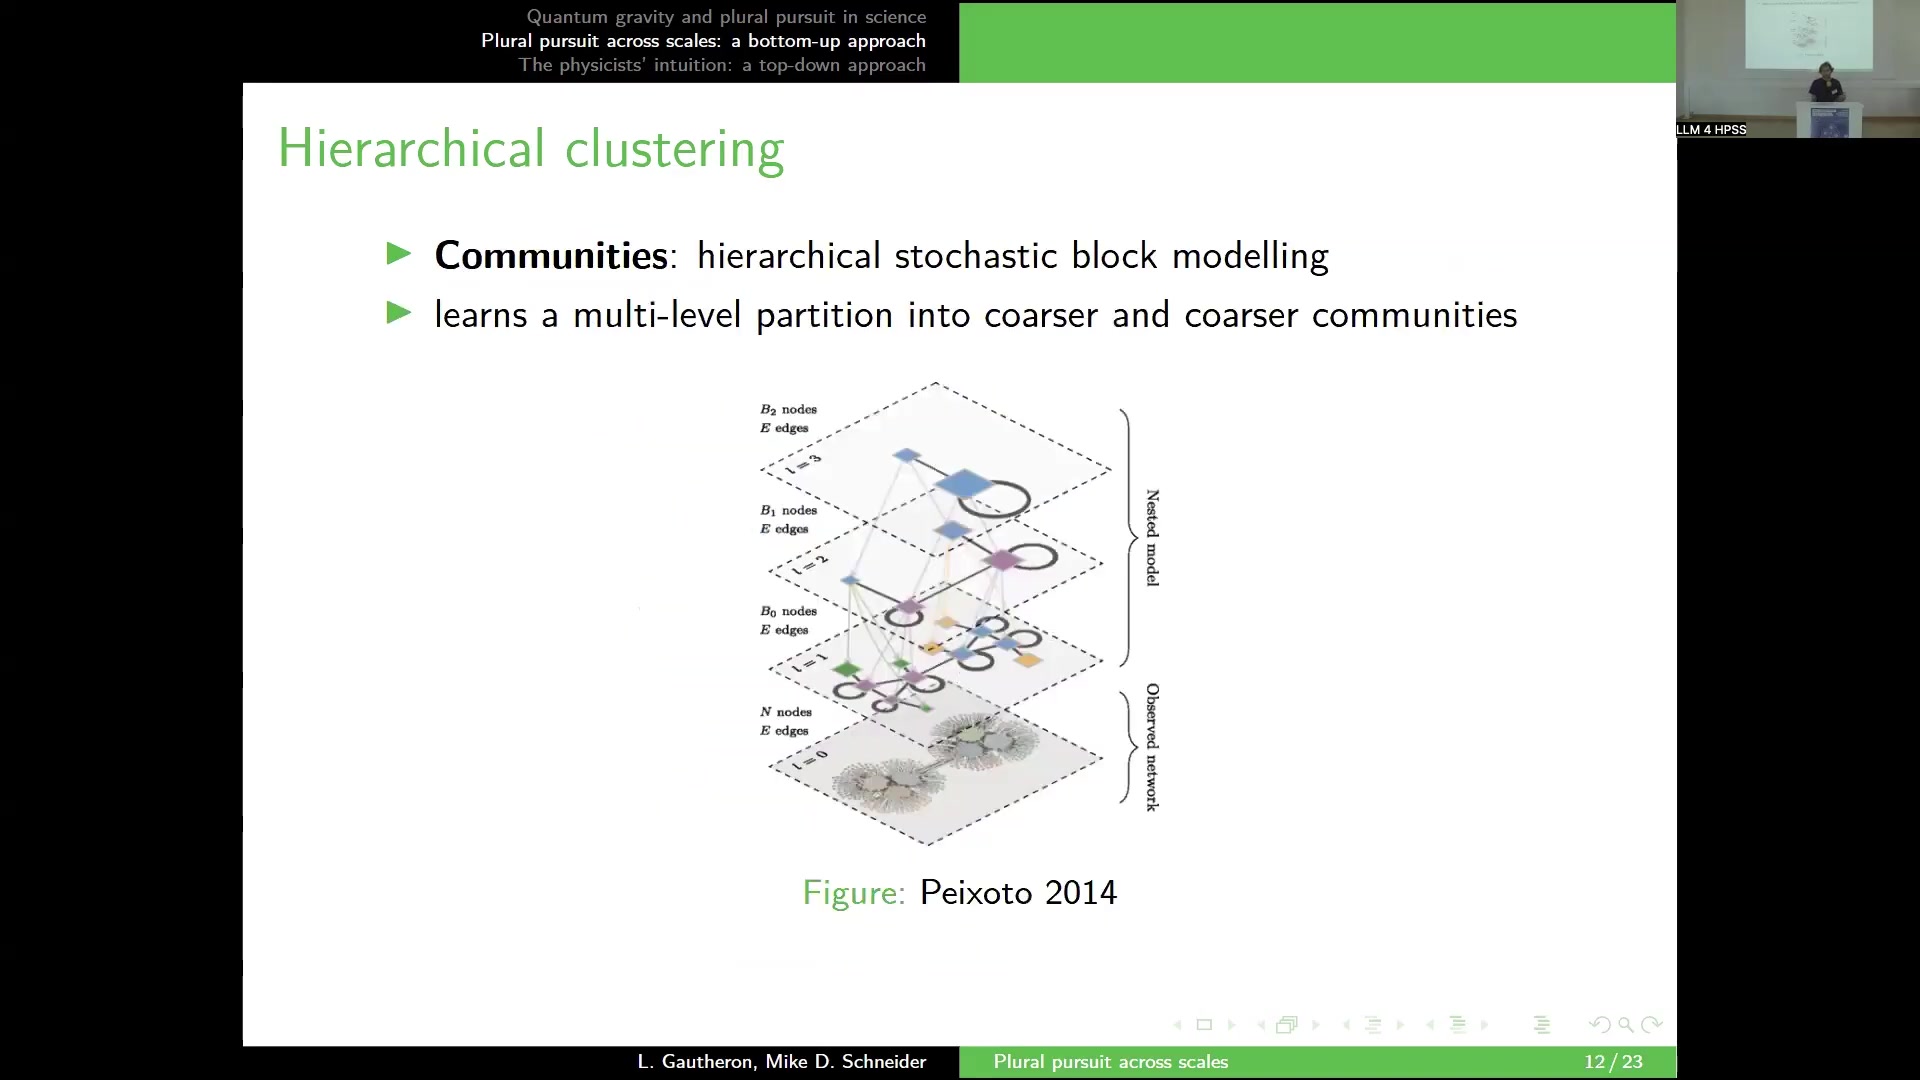 Quantum gravity and plural pursuit in science
Plural pursuit across scales: a bottom-up approach
The physicists' intuition: a top-down approach
LLM 4 HPSS
Hierarchical clustering
Communities: hierarchical stochastic block modelling
learns a multi-level partition into coarser and coarser communities
B₂ nodes
E edges
l = 3
B₁ nodes
E edges
l = 2
B₀ nodes
E edges
l = 1
N nodes
E edges
l = 0
Nested model
Observed network
Figure: Peixoto 2014
L. Gautheron, Mike D. Schneider
Plural pursuit across scales
12 / 23